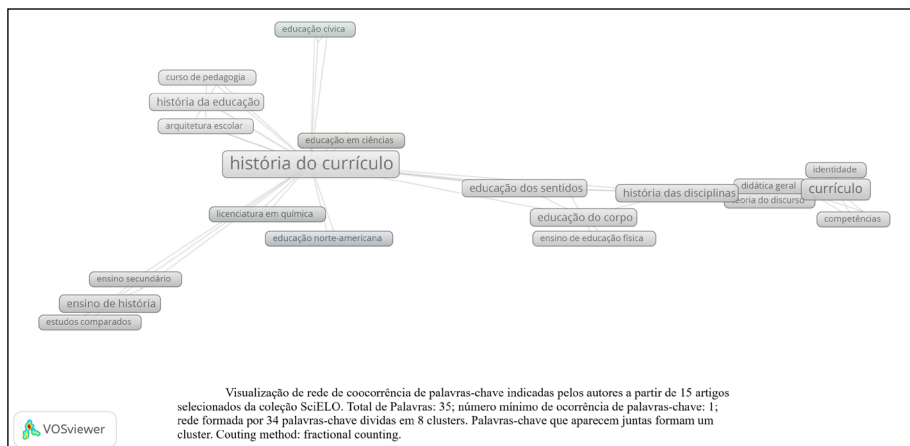 educação cívica
curso de pedagogia
história da educação
arquitetura escolar
educação em ciências
história do currículo
identidade
didática geral
currículo
educação dos sentidos
história das disciplinas
teoria do discurso
licenciatura em química
educação do corpo
competências
educação norte-americana
ensino de educação física
ensino secundário
ensino de história
estudos comparados
Visualização de rede de coocorrência de palavras-chave indicadas pelos autores a partir de 15 artigos
selecionados da coleção SciELO. Total de Palavras: 35; número mínimo de ocorrência de palavras-chave: 1;
rede formada por 34 palavras-chave dividas em 8 clusters. Palavras-chave que aparecem juntas formam um
cluster. Couting method: fractional counting.
VOSviewer